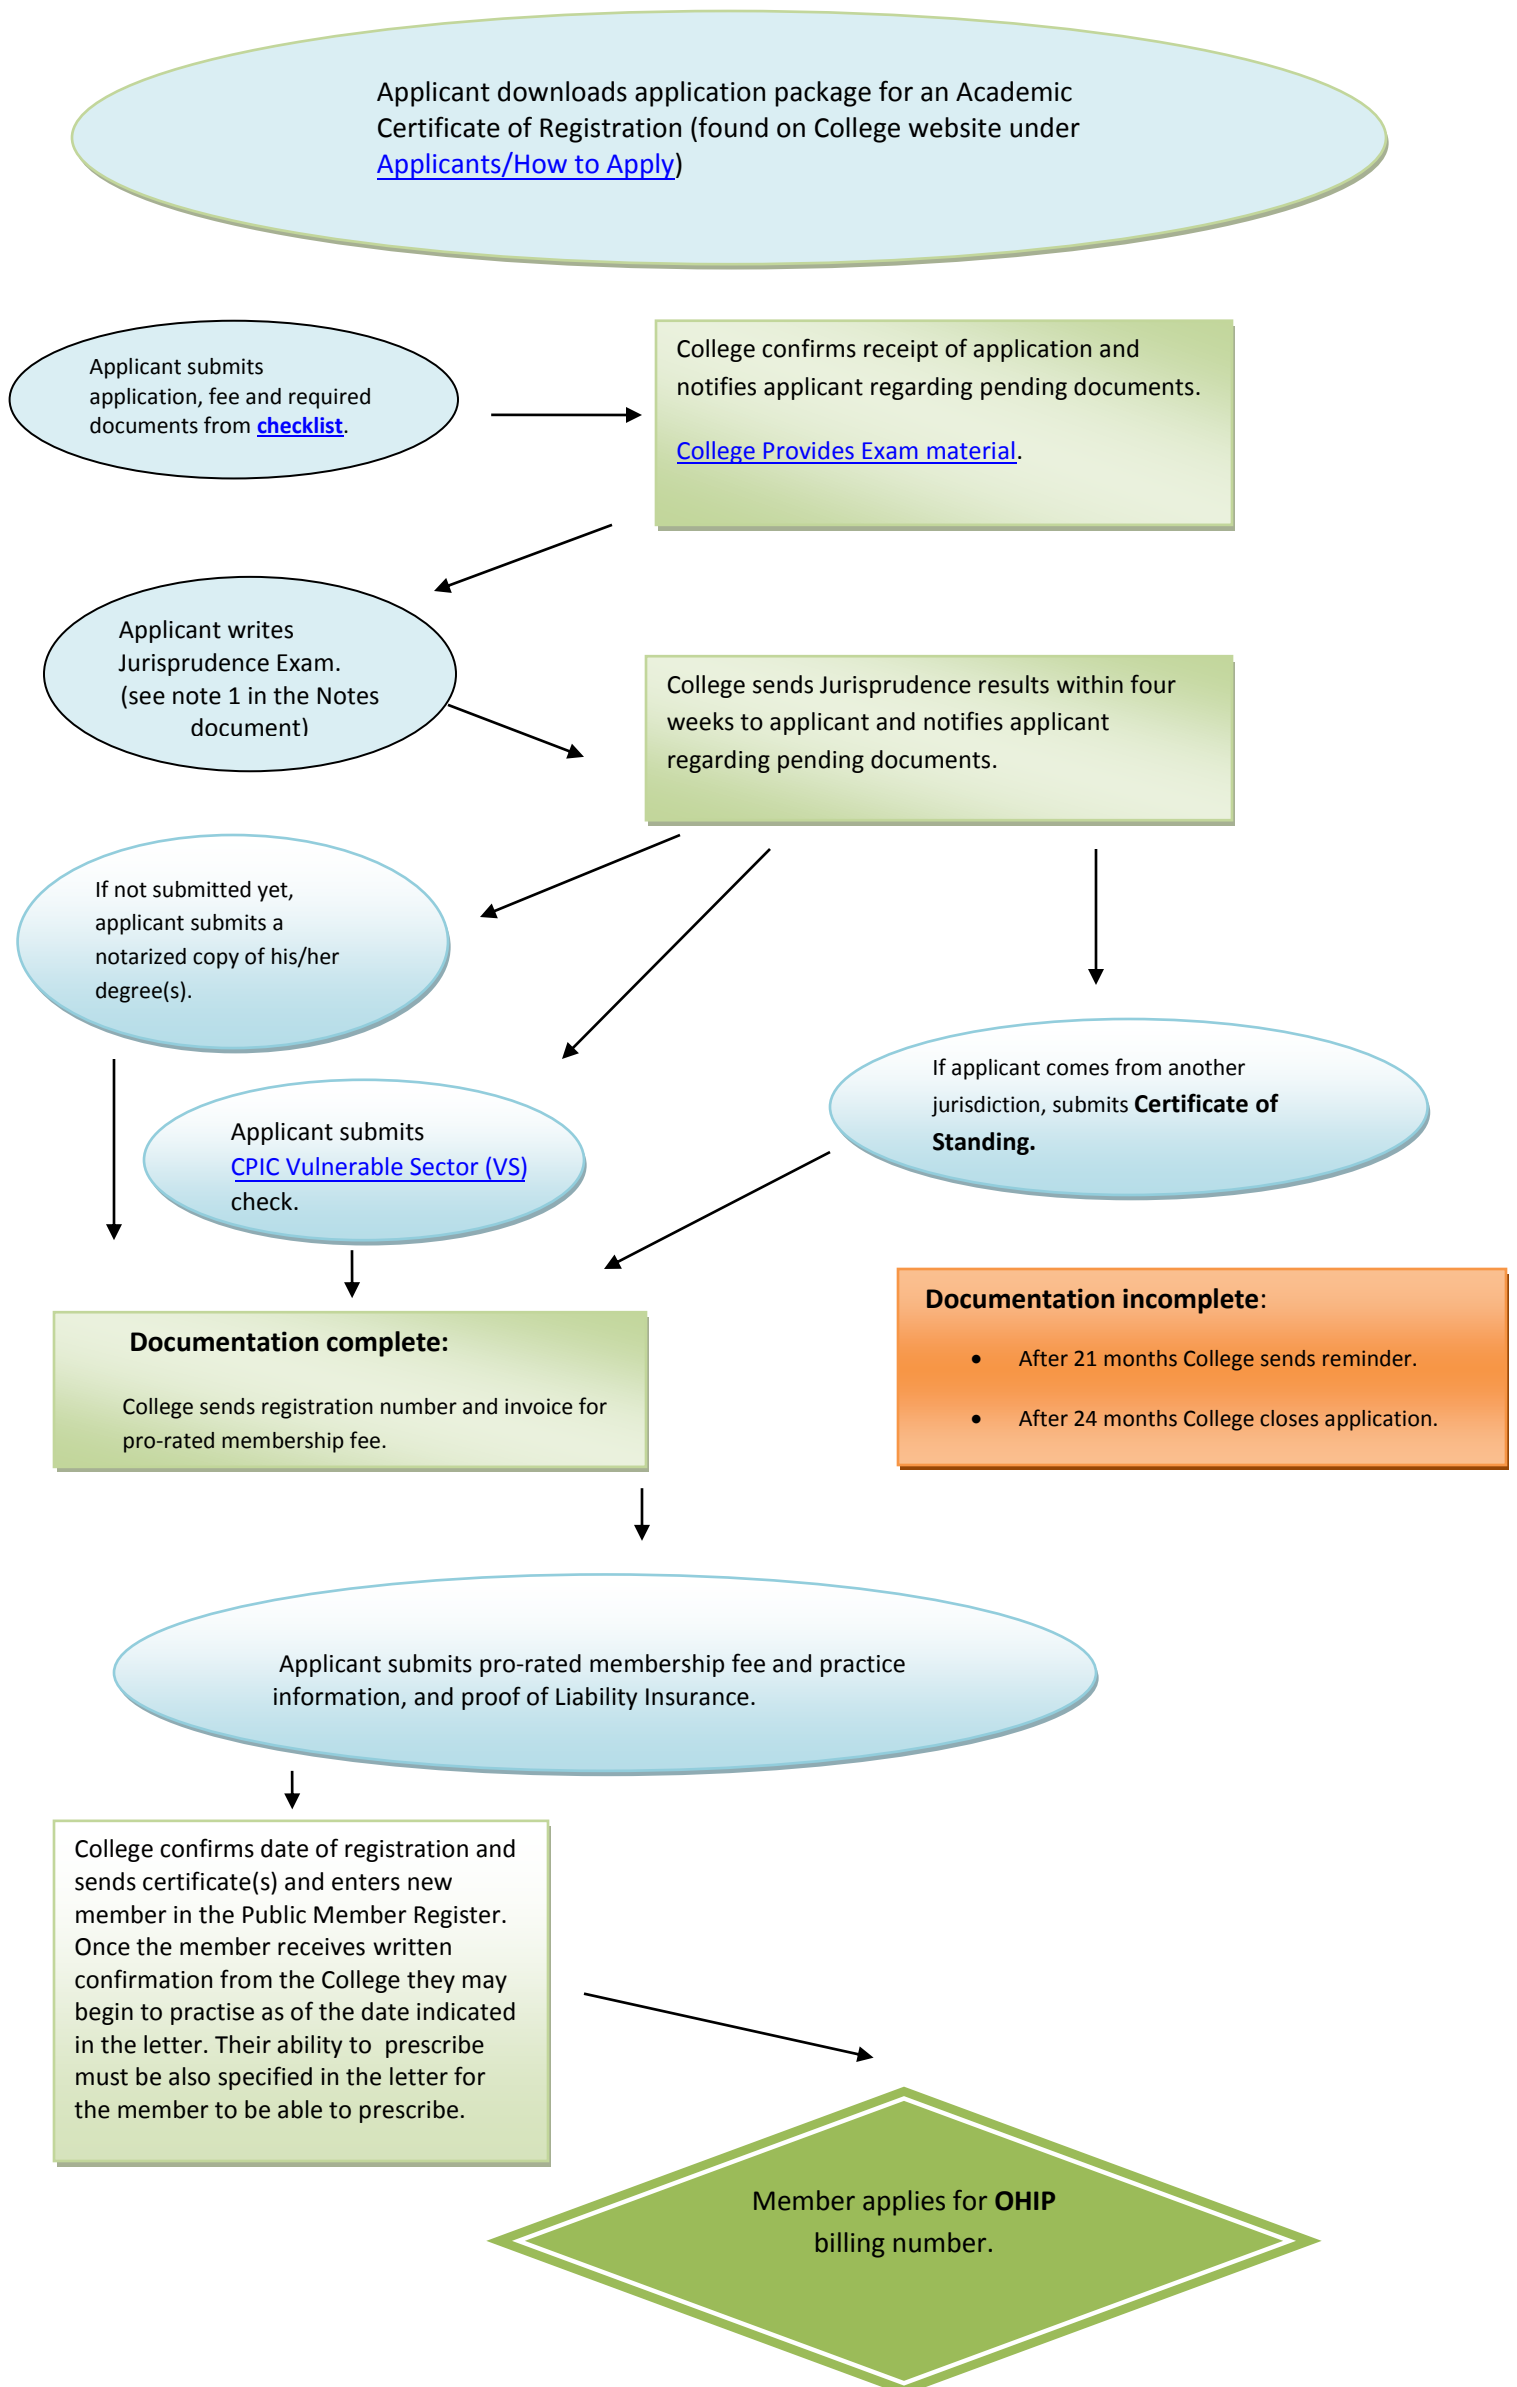 Applicant downloads application package for an Academic
Certificate of Registration (found on College website under
Applicants/How to Apply)
Applicant submits
application, fee and required
documents from checklist.
College confirms receipt of application and
notifies applicant regarding pending documents.
College Provides Exam material.
Applicant writes
Jurisprudence Exam.
(see note 1 in the Notes
document)
College sends Jurisprudence results within four
weeks to applicant and notifies applicant
regarding pending documents.
If not submitted yet,
applicant submits a
notarized copy of his/her
degree(s).
Applicant submits
CPIC Vulnerable Sector (VS)
check.
If applicant comes from another
jurisdiction, submits Certificate of
Standing.
Documentation complete:
College sends registration number and invoice for
pro-rated membership fee.
Documentation incomplete:
• After 21 months College sends reminder.
• After 24 months College closes application.
Applicant submits pro-rated membership fee and practice
information, and proof of Liability Insurance.
College confirms date of registration and
sends certificate(s) and enters new
member in the Public Member Register.
Once the member receives written
confirmation from the College they may
begin to practise as of the date indicated
in the letter. Their ability to  prescribe
must be also specified in the letter for
the member to be able to prescribe.
Member applies for OHIP
billing number.